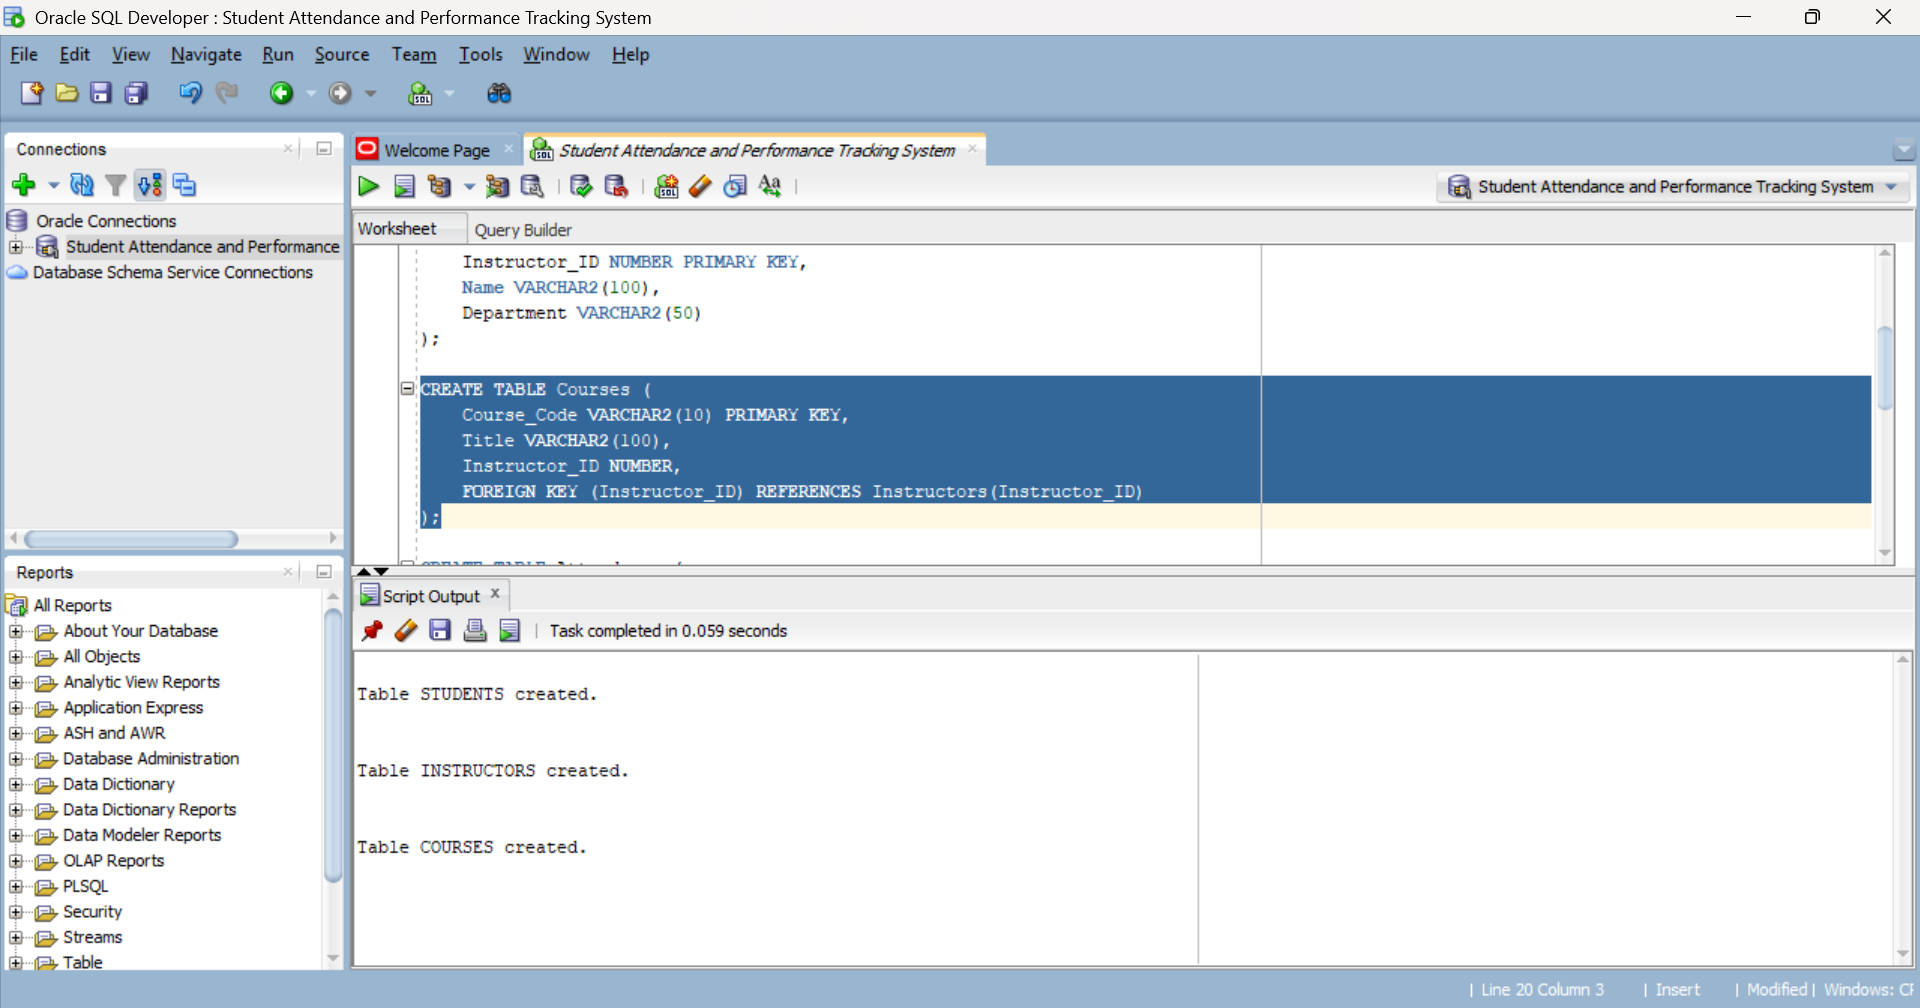 Oracle SQL Developer : Student Attendance and Performance Tracking System
File Edit View Navigate Run Source Team Tools Window Help
SQL
Connections
Oracle Connections
Student Attendance and Performance
Database Schema Service Connections
Reports
All Reports
About Your Database
All Objects
Analytic View Reports
Application Express
ASH and AWR
Database Administration
Data Dictionary
Data Dictionary Reports
Data Modeler Reports
OLAP Reports
PLSQL
Security
Streams
Table
Welcome Page
Student Attendance and Performance Tracking System
Student Attendance and Performance Tracking System
Worksheet Query Builder
Instructor_ID NUMBER PRIMARY KEY,
Name VARCHAR2(100),
Department VARCHAR2(50)
);
CREATE TABLE Courses (
Course_Code VARCHAR2(10) PRIMARY KEY,
Title VARCHAR2(100),
Instructor_ID NUMBER,
FOREIGN KEY (Instructor_ID) REFERENCES Instructors(Instructor_ID)
);
CREATE TABLE
Script Output
Task completed in 0.059 seconds
Table STUDENTS created.
Table INSTRUCTORS created.
Table COURSES created.
| Line 20 Column 3 | Insert | Modified | Windows: CF